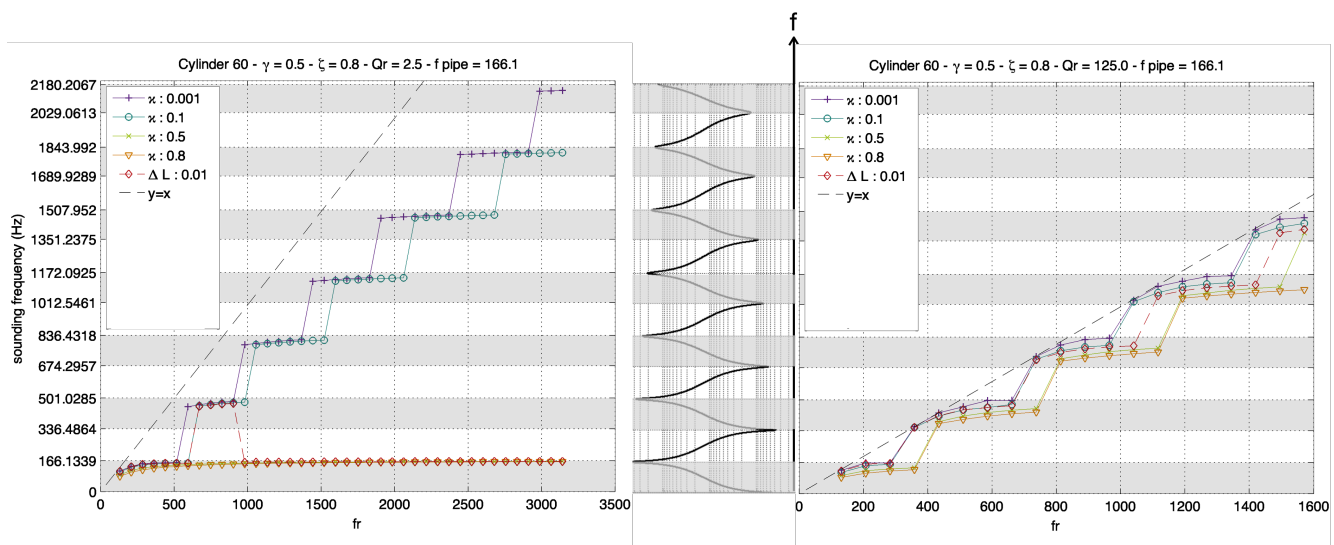 f
Cylinder 60 - γ = 0.5 - ζ = 0.8 - Qr = 2.5 - f pipe = 166.1
sounding frequency (Hz)
2180.2067
2029.0613
1843.992
1689.9289
1507.952
1351.2375
1172.0925
1012.5461
836.4318
674.2957
501.0285
336.4864
166.1339
0
ϰ : 0.001
ϰ : 0.1
ϰ : 0.5
ϰ : 0.8
Δ L : 0.01
y=x
0 500 1000 1500 2000 2500 3000 3500
fr
Cylinder 60 - γ = 0.5 - ζ = 0.8 - Qr = 125.0 - f pipe = 166.1
ϰ : 0.001
ϰ : 0.1
ϰ : 0.5
ϰ : 0.8
Δ L : 0.01
y=x
0 200 400 600 800 1000 1200 1400 1600
fr